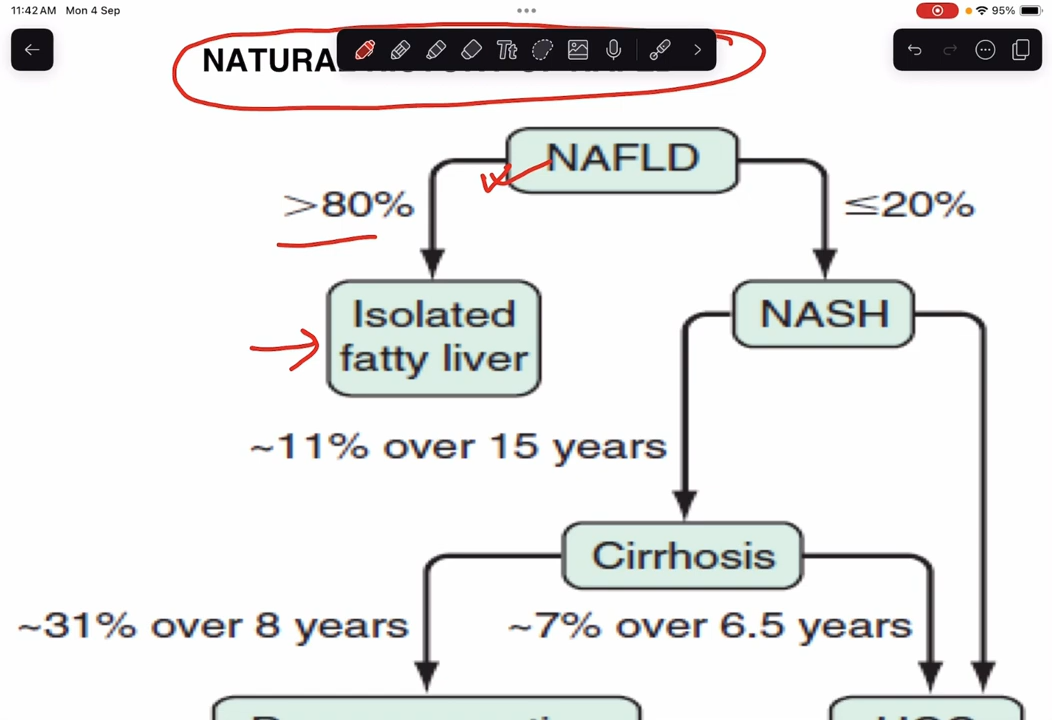 11:42 AM Mon 4 Sep
95%
Tt
NAFLD
>80%
≤20%
Isolated
fatty liver
NASH
~11% over 15 years
Cirrhosis
~31% over 8 years
~7% over 6.5 years